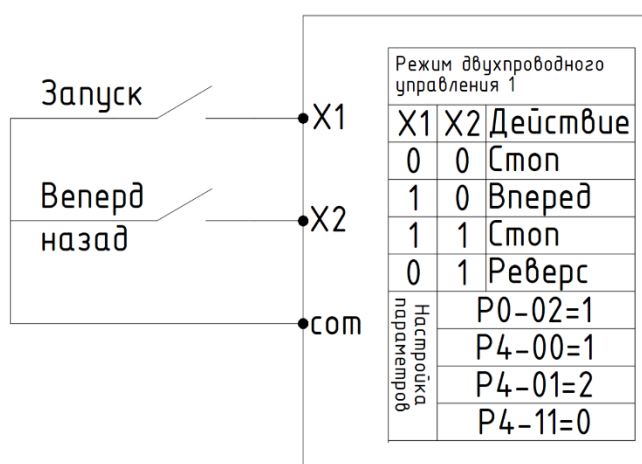 Режим двухпроводного
управления 1
Запуск
X1
X1 X2 Действие
0 0 Стоп
1 0 Вперед
Веперд
назад
X2
1 1 Стоп
0 1 Реверс
com
Настройка
параметров
P0-02=1
P4-00=1
P4-01=2
P4-11=0